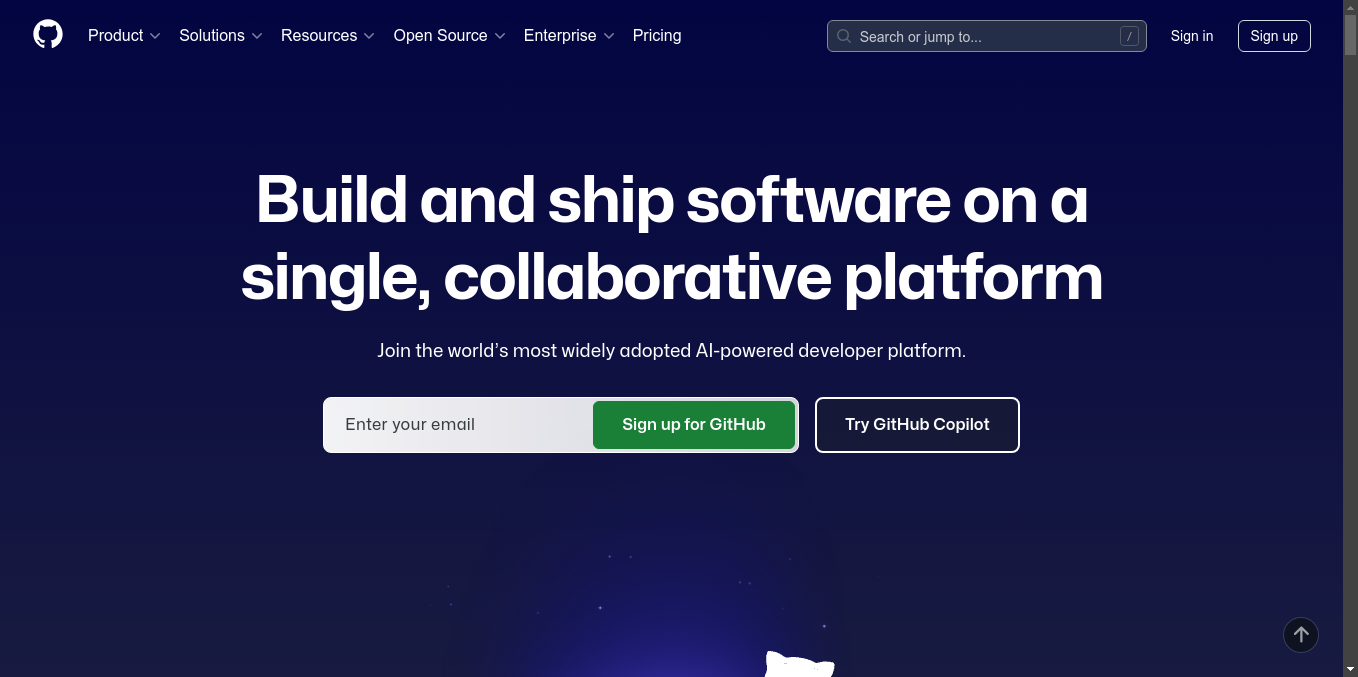 Product Solutions Resources Open Source Enterprise Pricing Search or jump to... / Sign in Sign up
Build and ship software on a
single, collaborative platform
Join the world's most widely adopted AI-powered developer platform.
Enter your email Sign up for GitHub Try GitHub Copilot